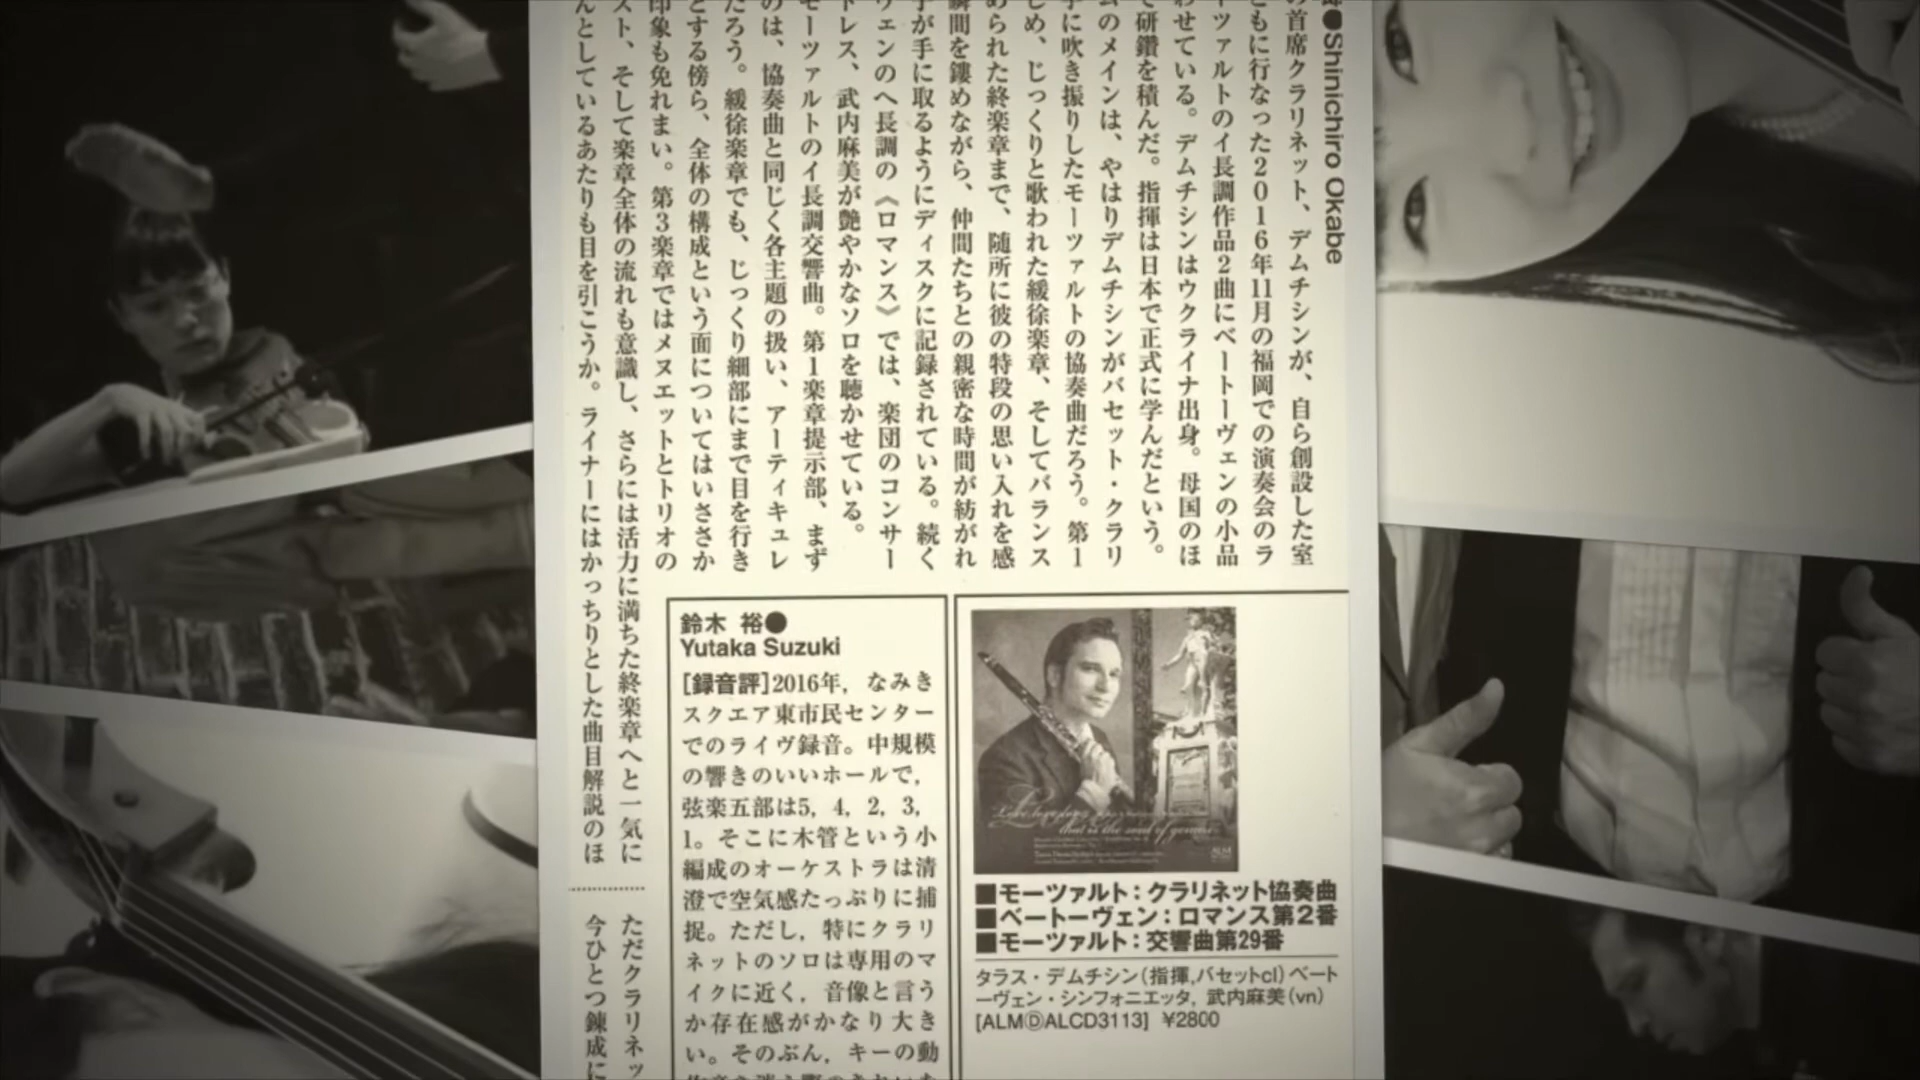 ●Shinichiro Okabe
の首席クラリネット、デムチシンが、自ら創設した室
ともに行なった2016年11月の福岡での演奏会のラ
ーツァルトのイ長調作品2曲にベートーヴェンの小品
わせている。デムチシンはウクライナ出身。母国のほ
で研鑽を積んだ。指揮は日本で正式に学んだという。
ムのメインは、やはりデムチシンがバセット・クラリ
手に吹き振りしたモーツァルトの協奏曲だろう。第1
じめ、じっくりと歌われた緩徐楽章、そしてバランス
められた終楽章まで、随所に彼の特段の思い入れを感
瞬間を鏤めながら、仲間たちとの親密な時間が紡がれ
子が手に取るようにディスクに記録されている。続く
ヴェンのヘ長調の《ロマンス》では、楽団のコンサー
トレス、武内麻美が艶やかなソロを聴かせている。
モーツァルトのイ長調交響曲。第1楽章提示部、まず
のは、協奏曲と同じく各主題の扱い、アーティキュレ
だろう。緩徐楽章でも、じっくり細部にまで目を行き
とする傍ら、全体の構成という面についてはいささか
印象も免れまい。第3楽章ではメヌエットとトリオの
スト、そして楽章全体の流れも意識し、さらには活力に満ちた終楽章へと一気に
んとしているあたりも目を引こうか。ライナーにはかっちりとした曲目解説のほ
■モーツァルト：クラリネット協奏曲
■ベートーヴェン：ロマンス第2番
■モーツァルト：交響曲第29番
タラス・デムチシン（指揮，バセットcl）ベート
ーヴェン・シンフォニエッタ，武内麻美（vn）
[ALMⒹALCD3113] ¥2800
that is the soul of genius
ALM
鈴木 裕●
Yutaka Suzuki
[録音評]2016年，なみき
スクエア東市民センター
でのライヴ録音。中規模
の響きのいいホールで，
弦楽五部は5，4，2，3，
1。そこに木管という小
編成のオーケストラは清
澄で空気感たっぷりに捕
捉。ただし，特にクラリ
ネットのソロは専用のマ
イクに近く，音像と言う
か存在感がかなり大き
い。そのぶん，キーの動
ただクラリネッ
今ひとつ錬成に